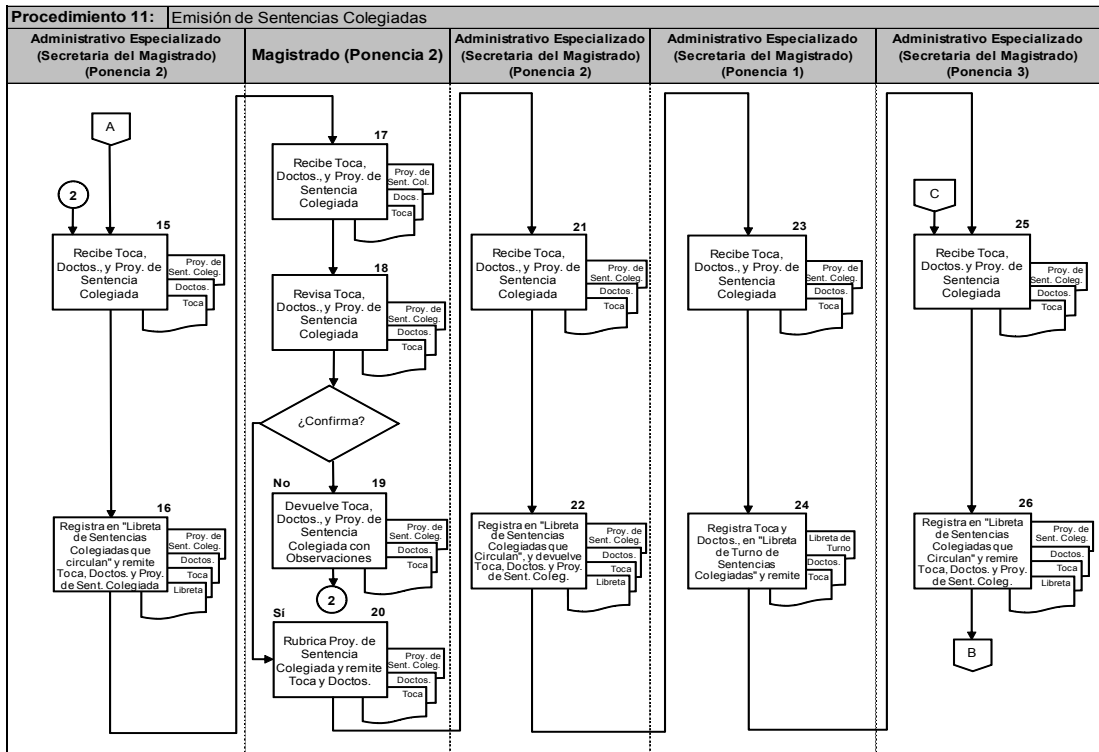 Procedimiento 11: Emisión de Sentencias Colegiadas
Administrativo Especializado
(Secretaria del Magistrado)
(Ponencia 2)
Magistrado (Ponencia 2)
Administrativo Especializado
(Secretaria del Magistrado)
(Ponencia 2)
Administrativo Especializado
(Secretaria del Magistrado)
(Ponencia 1)
Administrativo Especializado
(Secretaria del Magistrado)
(Ponencia 3)
A
2
15
Recibe Toca,
Doctos., y Proy. de
Sentencia
Colegiada
Proy. de
Sent. Coleg.
Doctos.
Toca
16
Registra en "Libreta
de Sentencias
Colegiadas que
circulan" y remite
Toca, Doctos. y Proy.
de Sent. Colegiada
Proy. de
Sent. Coleg.
Doctos.
Toca
Libreta
17
Recibe Toca,
Doctos., y Proy. de
Sentencia
Colegiada
Proy. de
Sent. Col.
Docs.
Toca
18
Revisa Toca,
Doctos., y Proy. de
Sentencia
Colegiada
Proy. de
Sent. Coleg.
Doctos.
Toca
¿Confirma?
No
19
Devuelve Toca,
Doctos., y Proy. de
Sentencia
Colegiada con
Observaciones
Proy. de
Sent. Coleg.
Doctos.
Toca
2
Sí
20
Rubrica Proy. de
Sentencia
Colegiada y remite
Toca y Doctos.
Proy. de
Sent. Coleg.
Doctos.
Toca
21
Recibe Toca,
Doctos., y Proy. de
Sentencia
Colegiada
Proy. de
Sent. Coleg.
Doctos.
Toca
22
Registra en "Libreta
de Sentencias
Colegiadas que
Circulan", y devuelve
Toca, Doctos. y Proy.
de Sent. Coleg.
Proy. de
Sent. Coleg.
Doctos.
Toca
Libreta
23
Recibe Toca,
Doctos., y Proy. de
Sentencia
Colegiada
Proy. de
Sent. Coleg.
Doctos.
Toca
24
Registra Toca y
Doctos., en "Libreta
de Turno de
Sentencias
Colegiadas" y remite
Libreta de
Turno
Doctos.
Toca
C
25
Recibe Toca,
Doctos. y Proy. de
Sentencia
Colegiada
Proy. de
Sent. Coleg.
Doctos.
Toca
26
Registra en "Libreta
de Sentencias
Colegiadas que
Circulan" y remire
Toca, Doctos. y Proy.
de Sent. Coleg.
Proy. de
Sent. Coleg.
Doctos.
Toca
Libreta
B